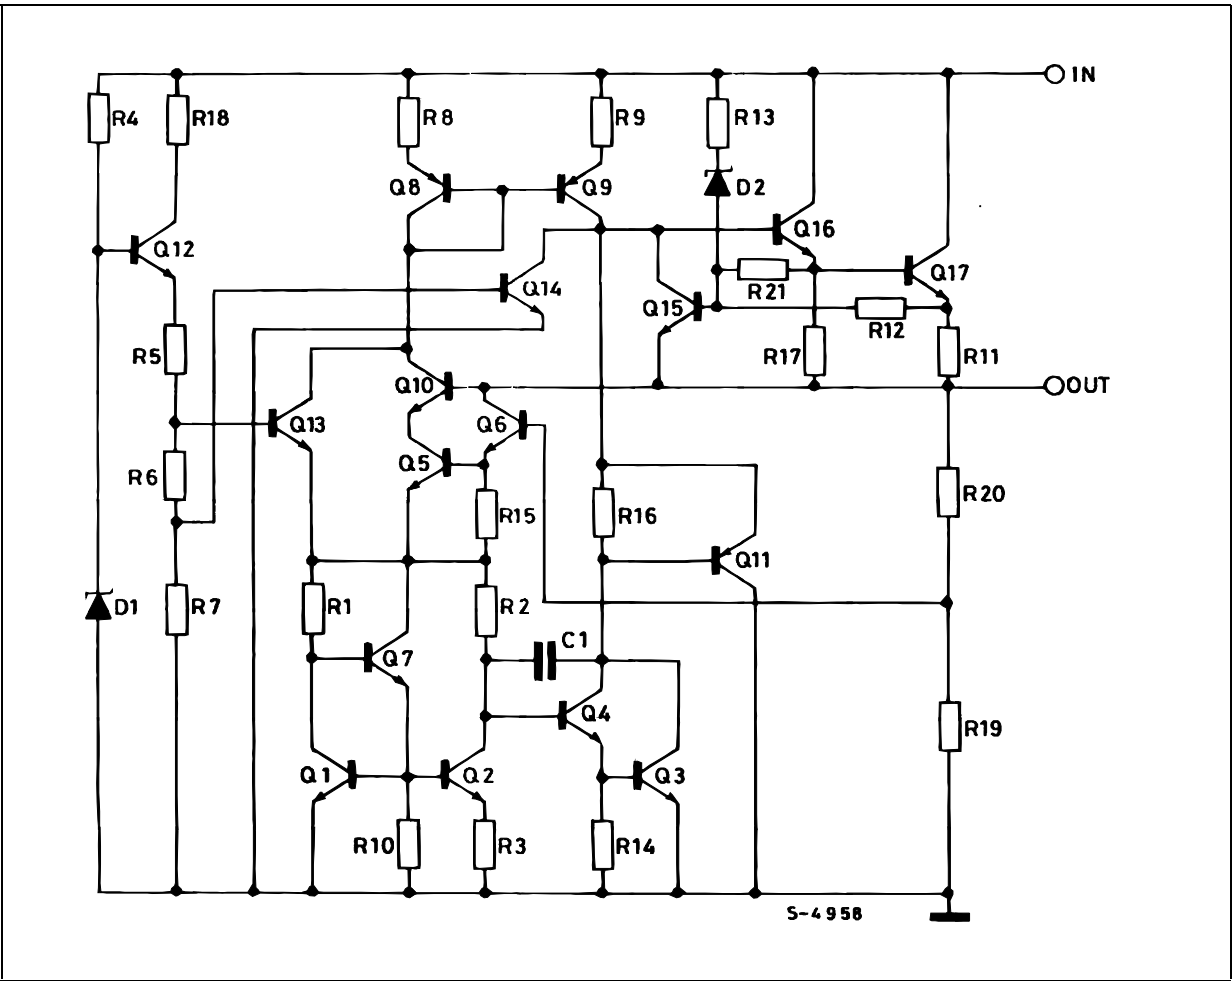 IN
R4 R18 R8 R9 R13
Q8 Q9 D2
Q12 Q16
Q14 R21 Q17
Q15 R12
R5 R17 R11
Q10 OUT
Q13 Q6
Q5
R6 R20
R15 R16
Q11
D1 R7 R1 R2
C1
Q7
Q4 R19
Q1 Q2 Q3
R10 R3 R14
S-4958